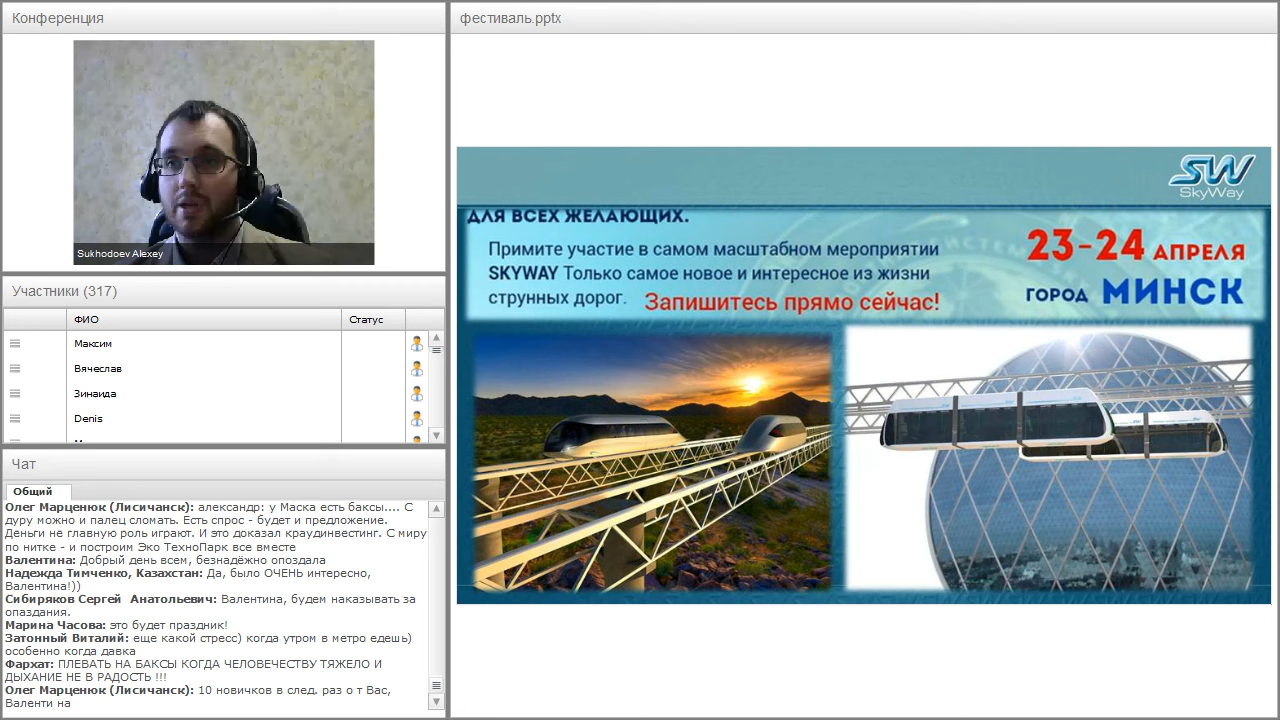 Конференция
Sukhodoev Alexey
Участники (317)
ФИО
Статус
Максим
Вячеслав
Зинаида
Denis
Чат
Общий
Олег Марценюк (Лисичанск): александр: у Маска есть баксы.... С
дуру можно и палец сломать. Есть спрос - будет и предложение.
Деньги не главную роль играют. И это доказал краудинвестинг. С миру
по нитке - и построим Эко ТехноПарк все вместе
Валентина: Добрый день всем, безнадёжно опоздала
Надежда Тимченко, Казахстан: Да, было ОЧЕНЬ интересно,
Валентина!))
Сибиряков Сергей  Анатольевич: Валентина, будем наказывать за
опаздания.
Марина Часова: это будет праздник!
Затонный Виталий: еще какой стресс) когда утром в метро едешь)
особенно когда давка
Фархат: ПЛЕВАТЬ НА БАКСЫ КОГДА ЧЕЛОВЕЧЕСТВУ ТЯЖЕЛО И
ДЫХАНИЕ НЕ В РАДОСТЬ !!!
Олег Марценюк (Лисичанск): 10 новичков в след. раз о т Вас,
Валенти на
фестиваль.pptx
SW
SkyWay
ДЛЯ ВСЕХ ЖЕЛАЮЩИХ.
Примите участие в самом масштабном мероприятии
SKYWAY Только самое новое и интересное из жизни
струнных дорог. Запишитесь прямо сейчас!
23-24 АПРЕЛЯ
ГОРОД МИНСК